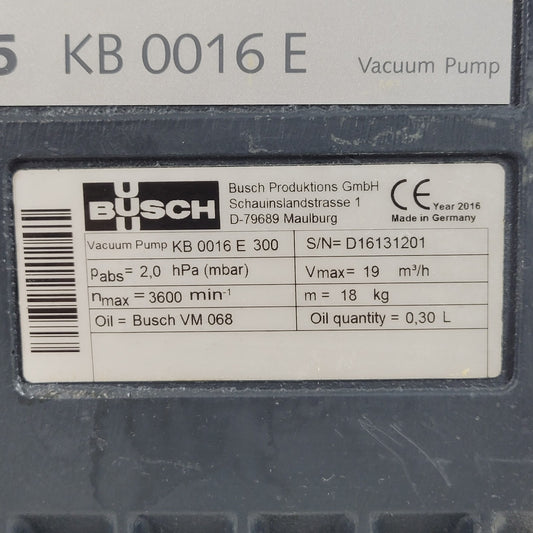 KB 0016 E Vacuum Pump
BUSCH
Busch Produktions GmbH
Schauinslandstrasse 1
D-79689 Maulburg
CE Year 2016
Made in Germany
Vacuum Pump KB 0016 E 300
S/N= D16131201
Pabs= 2,0 hPa (mbar)
Vmax= 19 m³/h
nmax= 3600 min-1
m = 18 kg
Oil = Busch VM 068
Oil quantity = 0,30 L